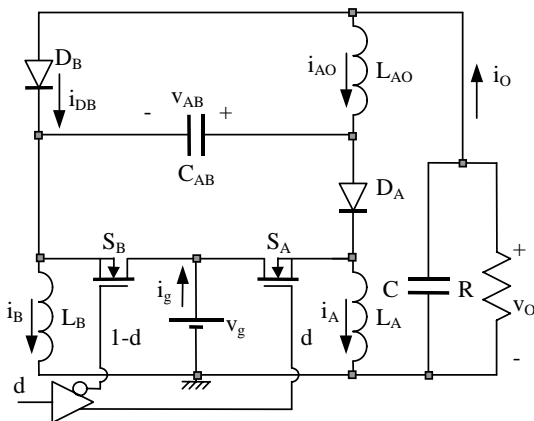 D_B
i_DB
- v_AB +
C_AB
i_AO
L_AO
i_O
D_A
S_B
S_A
i_B
L_B
i_g
v_g
1-d
d
i_A
L_A
C
R
+
v_O
-
d